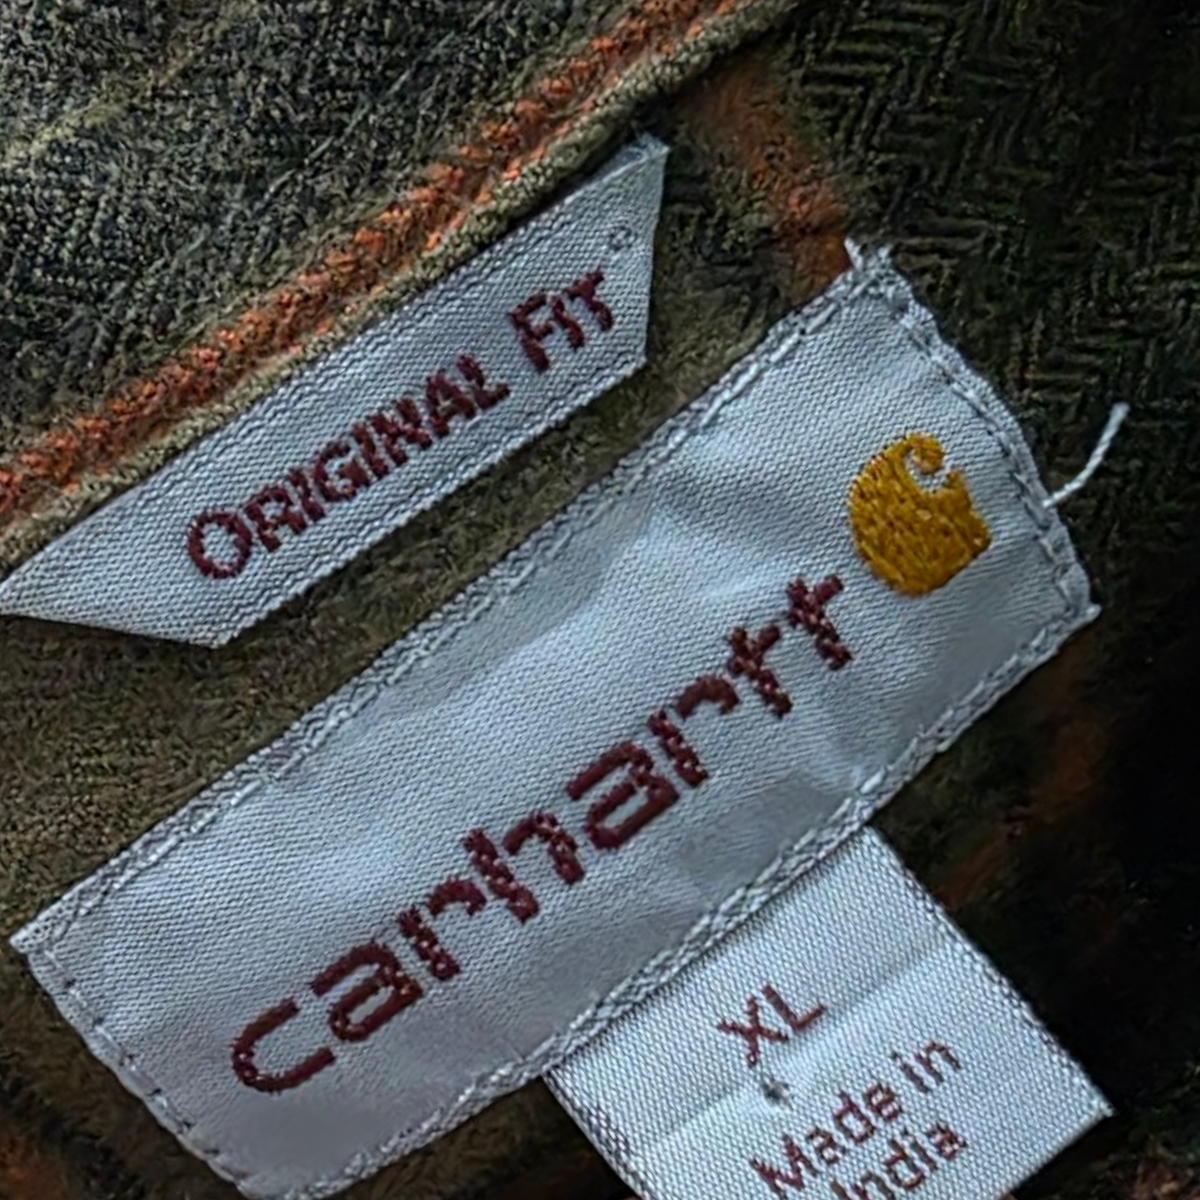 ORIGINAL FIT
carhartt
XL
Made in
India